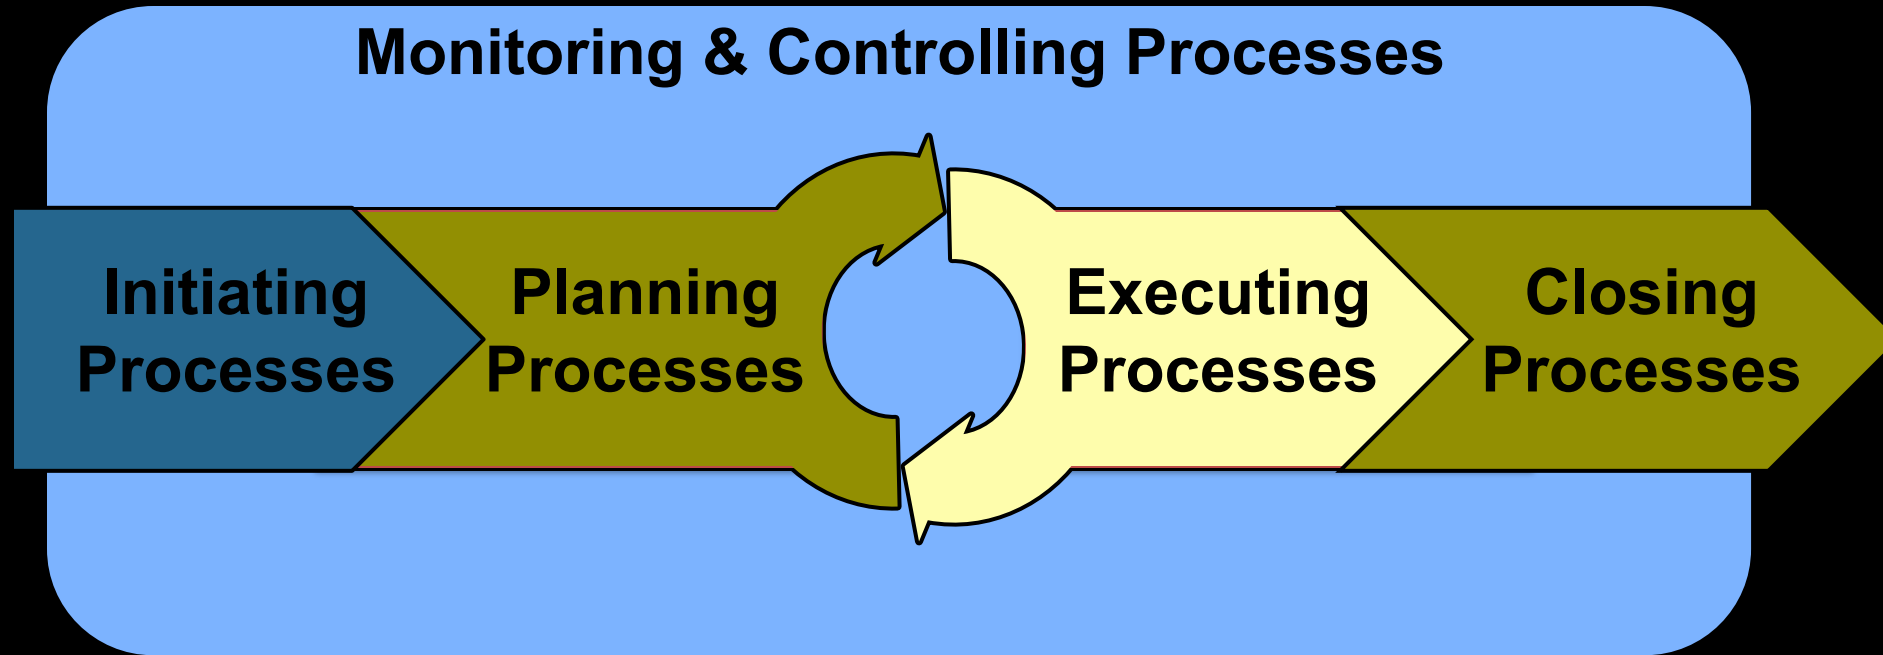 Monitoring & Controlling Processes
Initiating
Processes
Planning
Processes
Executing
Processes
Closing
Processes